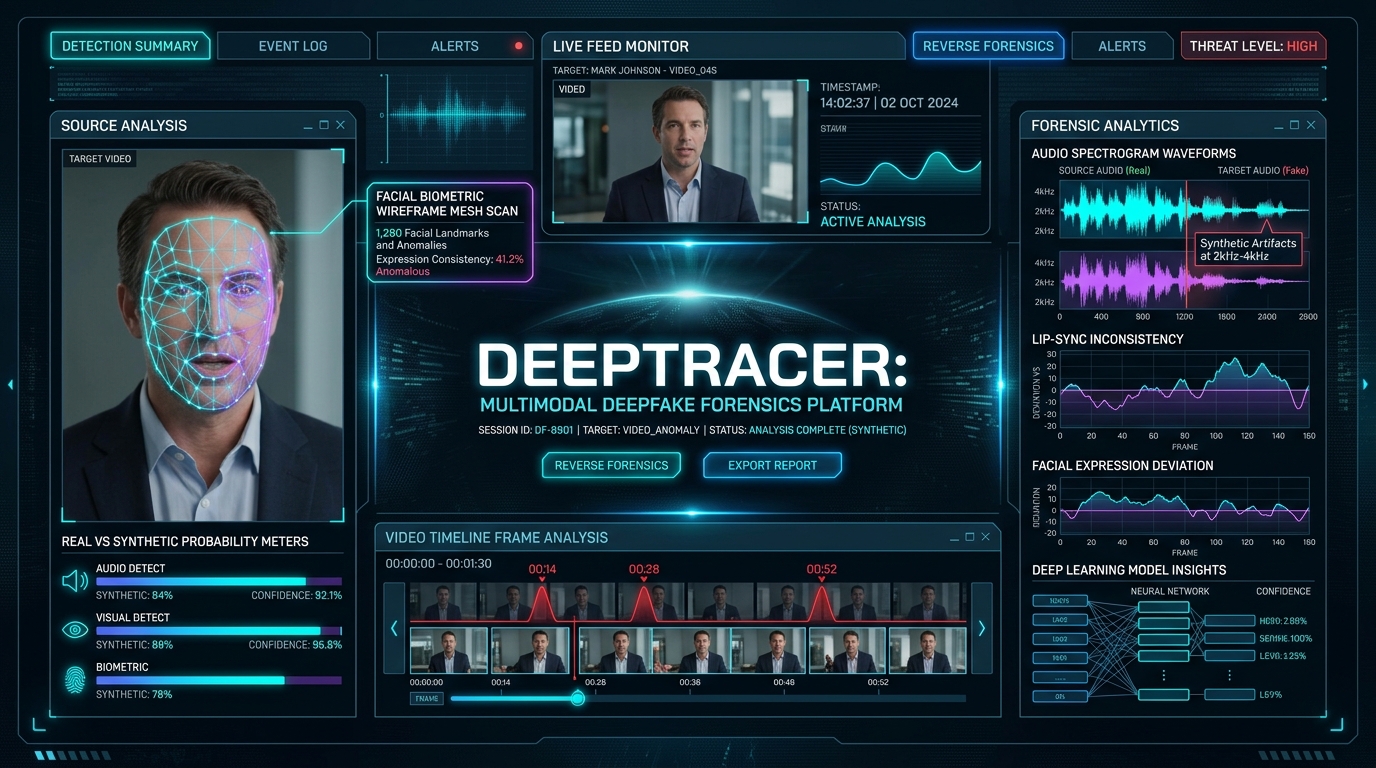 DETECTION SUMMARY
EVENT LOG
ALERTS
LIVE FEED MONITOR
REVERSE FORENSICS
ALERTS
THREAT LEVEL: HIGH
TARGET: MARK JOHNSON - VIDEO_04S
VIDEO
TIMESTAMP:
14:02:37 | 02 OCT 2024
STATUS:
ACTIVE ANALYSIS
0
SOURCE ANALYSIS
TARGET VIDEO
FACIAL BIOMETRIC
WIREFRAME MESH SCAN
1,280 Facial Landmarks
and Anomalies
Expression Consistency: 41.2%
Anomalous
REAL VS SYNTHETIC PROBABILITY METERS
AUDIO DETECT
SYNTHETIC: 84%
CONFIDENCE: 92.1%
VISUAL DETECT
SYNTHETIC: 88%
CONFIDENCE: 95.8%
BIOMETRIC
SYNTHETIC: 78%
DEEPTRACER:
MULTIMODAL DEEPFAKE FORENSICS PLATFORM
SESSION ID: DF-8901 | TARGET: VIDEO_ANOMALY | STATUS: ANALYSIS COMPLETE (SYNTHETIC)
REVERSE FORENSICS
EXPORT REPORT
VIDEO TIMELINE FRAME ANALYSIS
00:00:00 - 00:01:30
00:14
00:28
00:52
00:00:00
00:14
00:28
00:36
00:48
00:52
FORENSIC ANALYTICS
AUDIO SPECTROGRAM WAVEFORMS
SOURCE AUDIO (Real)
TARGET AUDIO (Fake)
4kHz
2kHz
2kHz
Synthetic Artifacts
at 2kHz-4kHz
4kHz
2kHz
2kHz
0 400 800 1200 1600 2000 2900
LIP-SYNC INCONSISTENCY
30
20
10
0
-10
-20
0 20 40 60 80 100 120 140 160
FRAME
FACIAL EXPRESSION DEVIATION
20
10
0
-10
-20
0 20 40 60 80 100 120 140 160
FRAME
DEEP LEARNING MODEL INSIGHTS
NEURAL NETWORK
CONFIDENCE